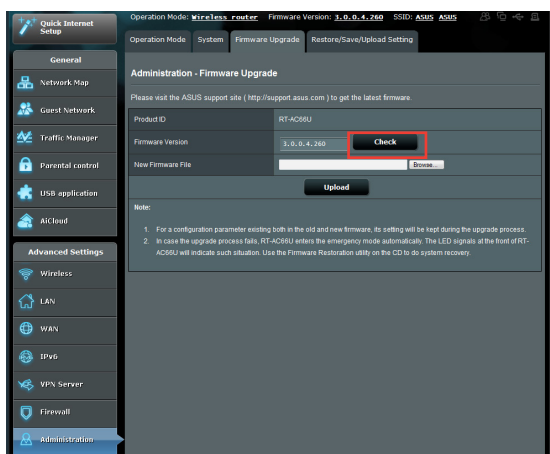 Quick Internet
Setup
Operation Mode: Wireless router Firmware Version: 3.0.0.4.260 SSID: ASUS ASUS
Operation Mode System Firmware Upgrade Restore/Save/Upload Setting
General
Network Map
Guest Network
Traffic Manager
Parental control
USB application
AiCloud
Advanced Settings
Wireless
LAN
WAN
IPv6
VPN Server
Firewall
Administration
Administration - Firmware Upgrade
Please visit the ASUS support site ( http://support.asus.com ) to get the latest firmware.
Product ID RT-AC66U
Firmware Version 3.0.0.4.260 Check
New Firmware File Browse...
Upload
Note:
1. For a configuration parameter existing both in the old and new firmware, its setting will be kept during the upgrade process.
2. In case the upgrade process fails, RT-AC66U enters the emergency mode automatically. The LED signals at the front of RT-
AC66U will indicate such situation. Use the Firmware Restoration utility on the CD to do system recovery.